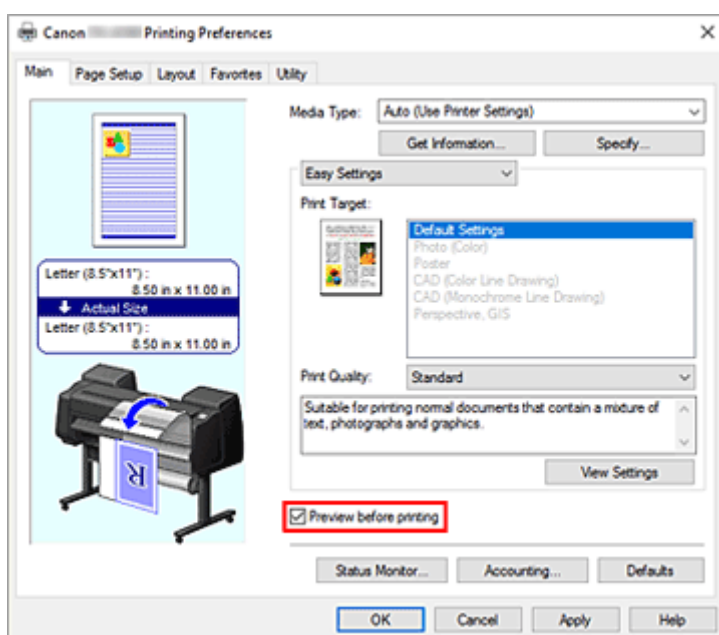 Canon Printing Preferences
Main Page Setup Layout Favorites Utility
Media Type: Auto (Use Printer Settings)
Get Information... Specify...
Easy Settings
Print Target:
Default Settings
Photo (Color)
Poster
CAD (Color Line Drawing)
CAD (Monochrome Line Drawing)
Perspective, GIS
Letter (8.5"x11") :
8.50 in x 11.00 in
Actual Size
Letter (8.5"x11") :
8.50 in x 11.00 in
R
Print Quality: Standard
Suitable for printing normal documents that contain a mixture of
text, photographs and graphics.
View Settings
Preview before printing
Status Monitor... Accounting... Defaults
OK Cancel Apply Help